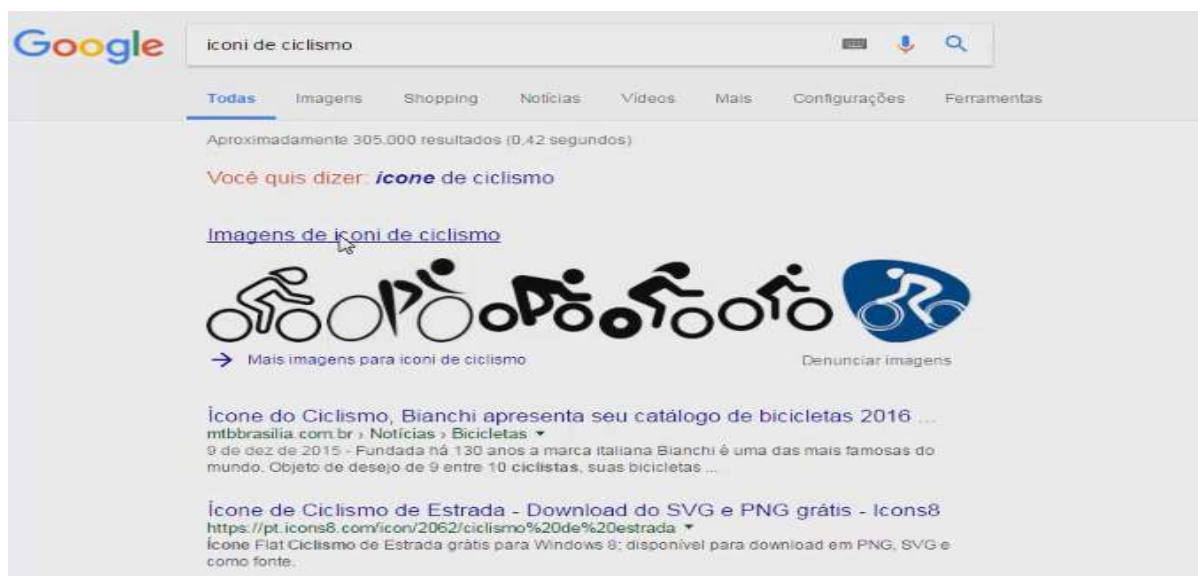 Google
iconi de ciclismo
Todas Imagens Shopping Notícias Vídeos Mais Configurações Ferramentas
Aproximadamente 305.000 resultados (0,42 segundos)
Você quis dizer: ícone de ciclismo
Imagens de iconi de ciclismo
Mais imagens para iconi de ciclismo
Denunciar imagens
Ícone do Ciclismo, Bianchi apresenta seu catálogo de bicicletas 2016 ...
mtbbrasilia.com.br › Notícias › Bicicletas
9 de dez de 2015 - Fundada há 130 anos a marca italiana Bianchi é uma das mais famosas do
mundo. Objeto de desejo de 9 entre 10 ciclistas, suas bicicletas ...
Ícone de Ciclismo de Estrada - Download do SVG e PNG grátis - Icons8
https://pt.icons8.com/icon/2062/ciclismo%20de%20estrada
Ícone Flat Ciclismo de Estrada grátis para Windows 8; disponível para download em PNG, SVG e
como fonte.